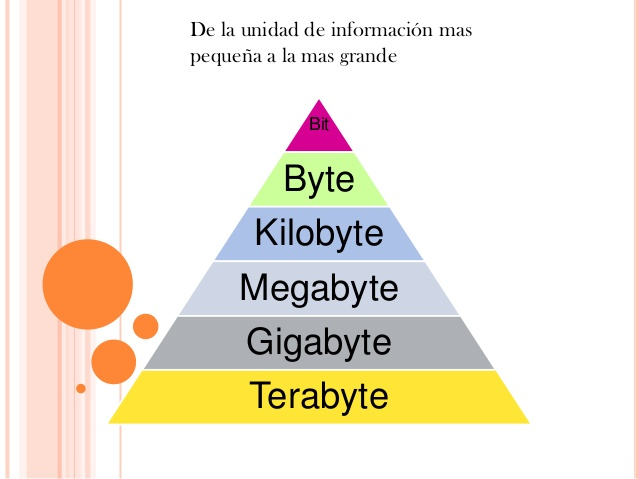 De la unidad de información mas
pequeña a la mas grande
Bit
Byte
Kilobyte
Megabyte
Gigabyte
Terabyte